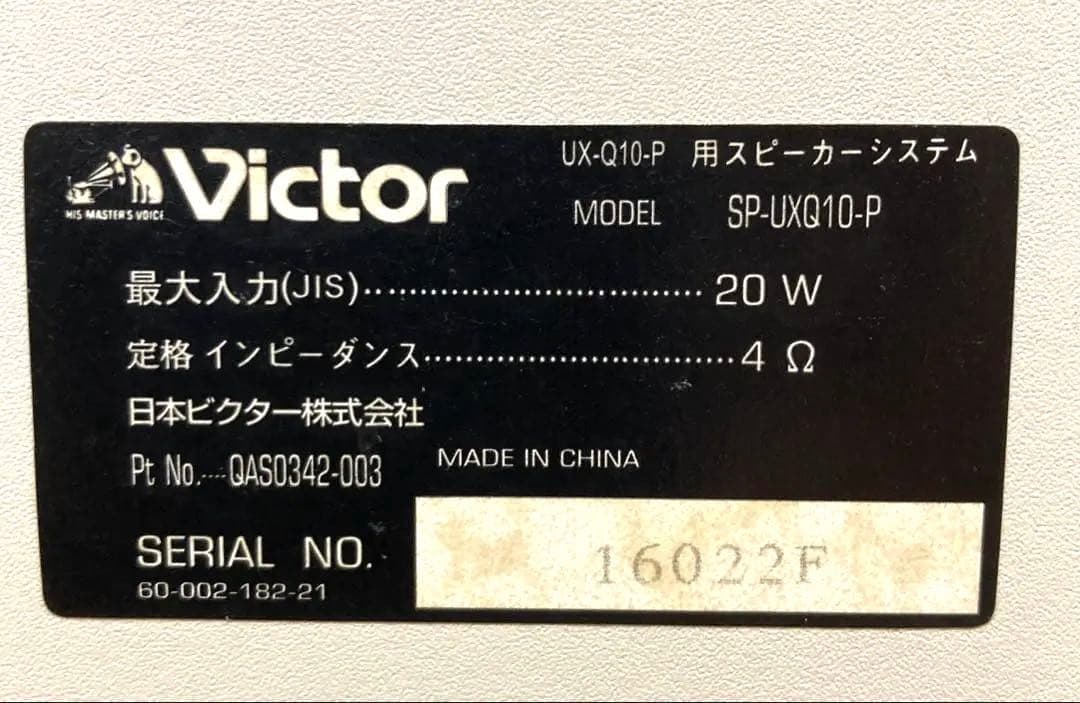 HIS MASTER'S VOICE
Victor
UX-Q10-P 用スピーカーシステム
MODEL SP-UXQ10-P
最大入力(JIS)................................. 20 W
定格 インピーダンス..............................4 Ω
日本ビクター株式会社
Pt No.----QAS0342-003
MADE IN CHINA
SERIAL NO.
60-002-182-21
16022F